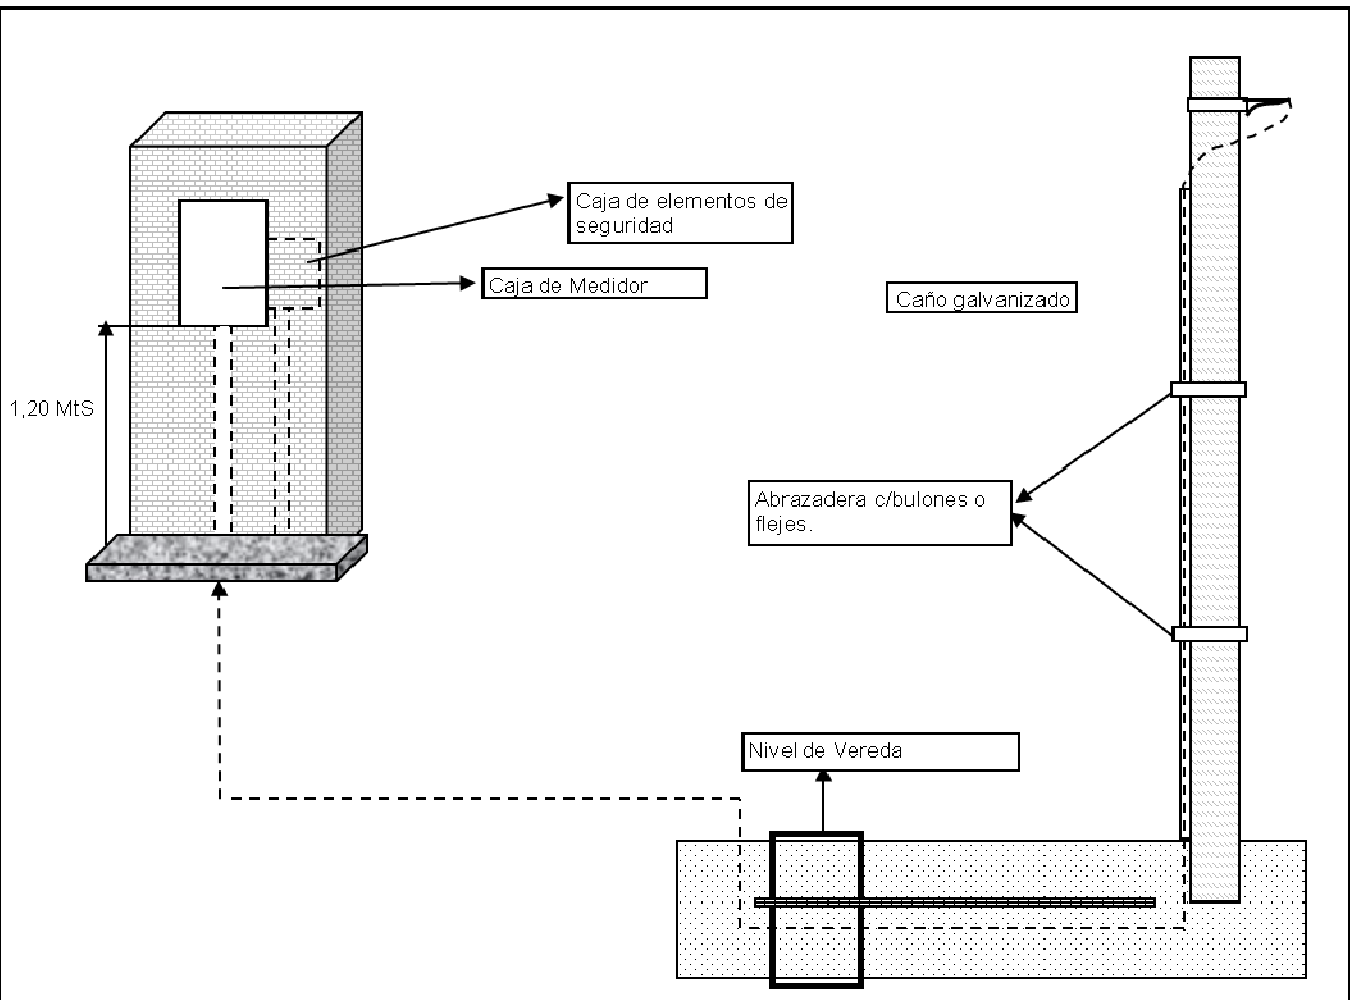 Caja de elementos de
seguridad
Caja de Medidor
Caño galvanizado
1,20 MtS
Abrazadera c/bulones o
flejes.
Nivel de Vereda